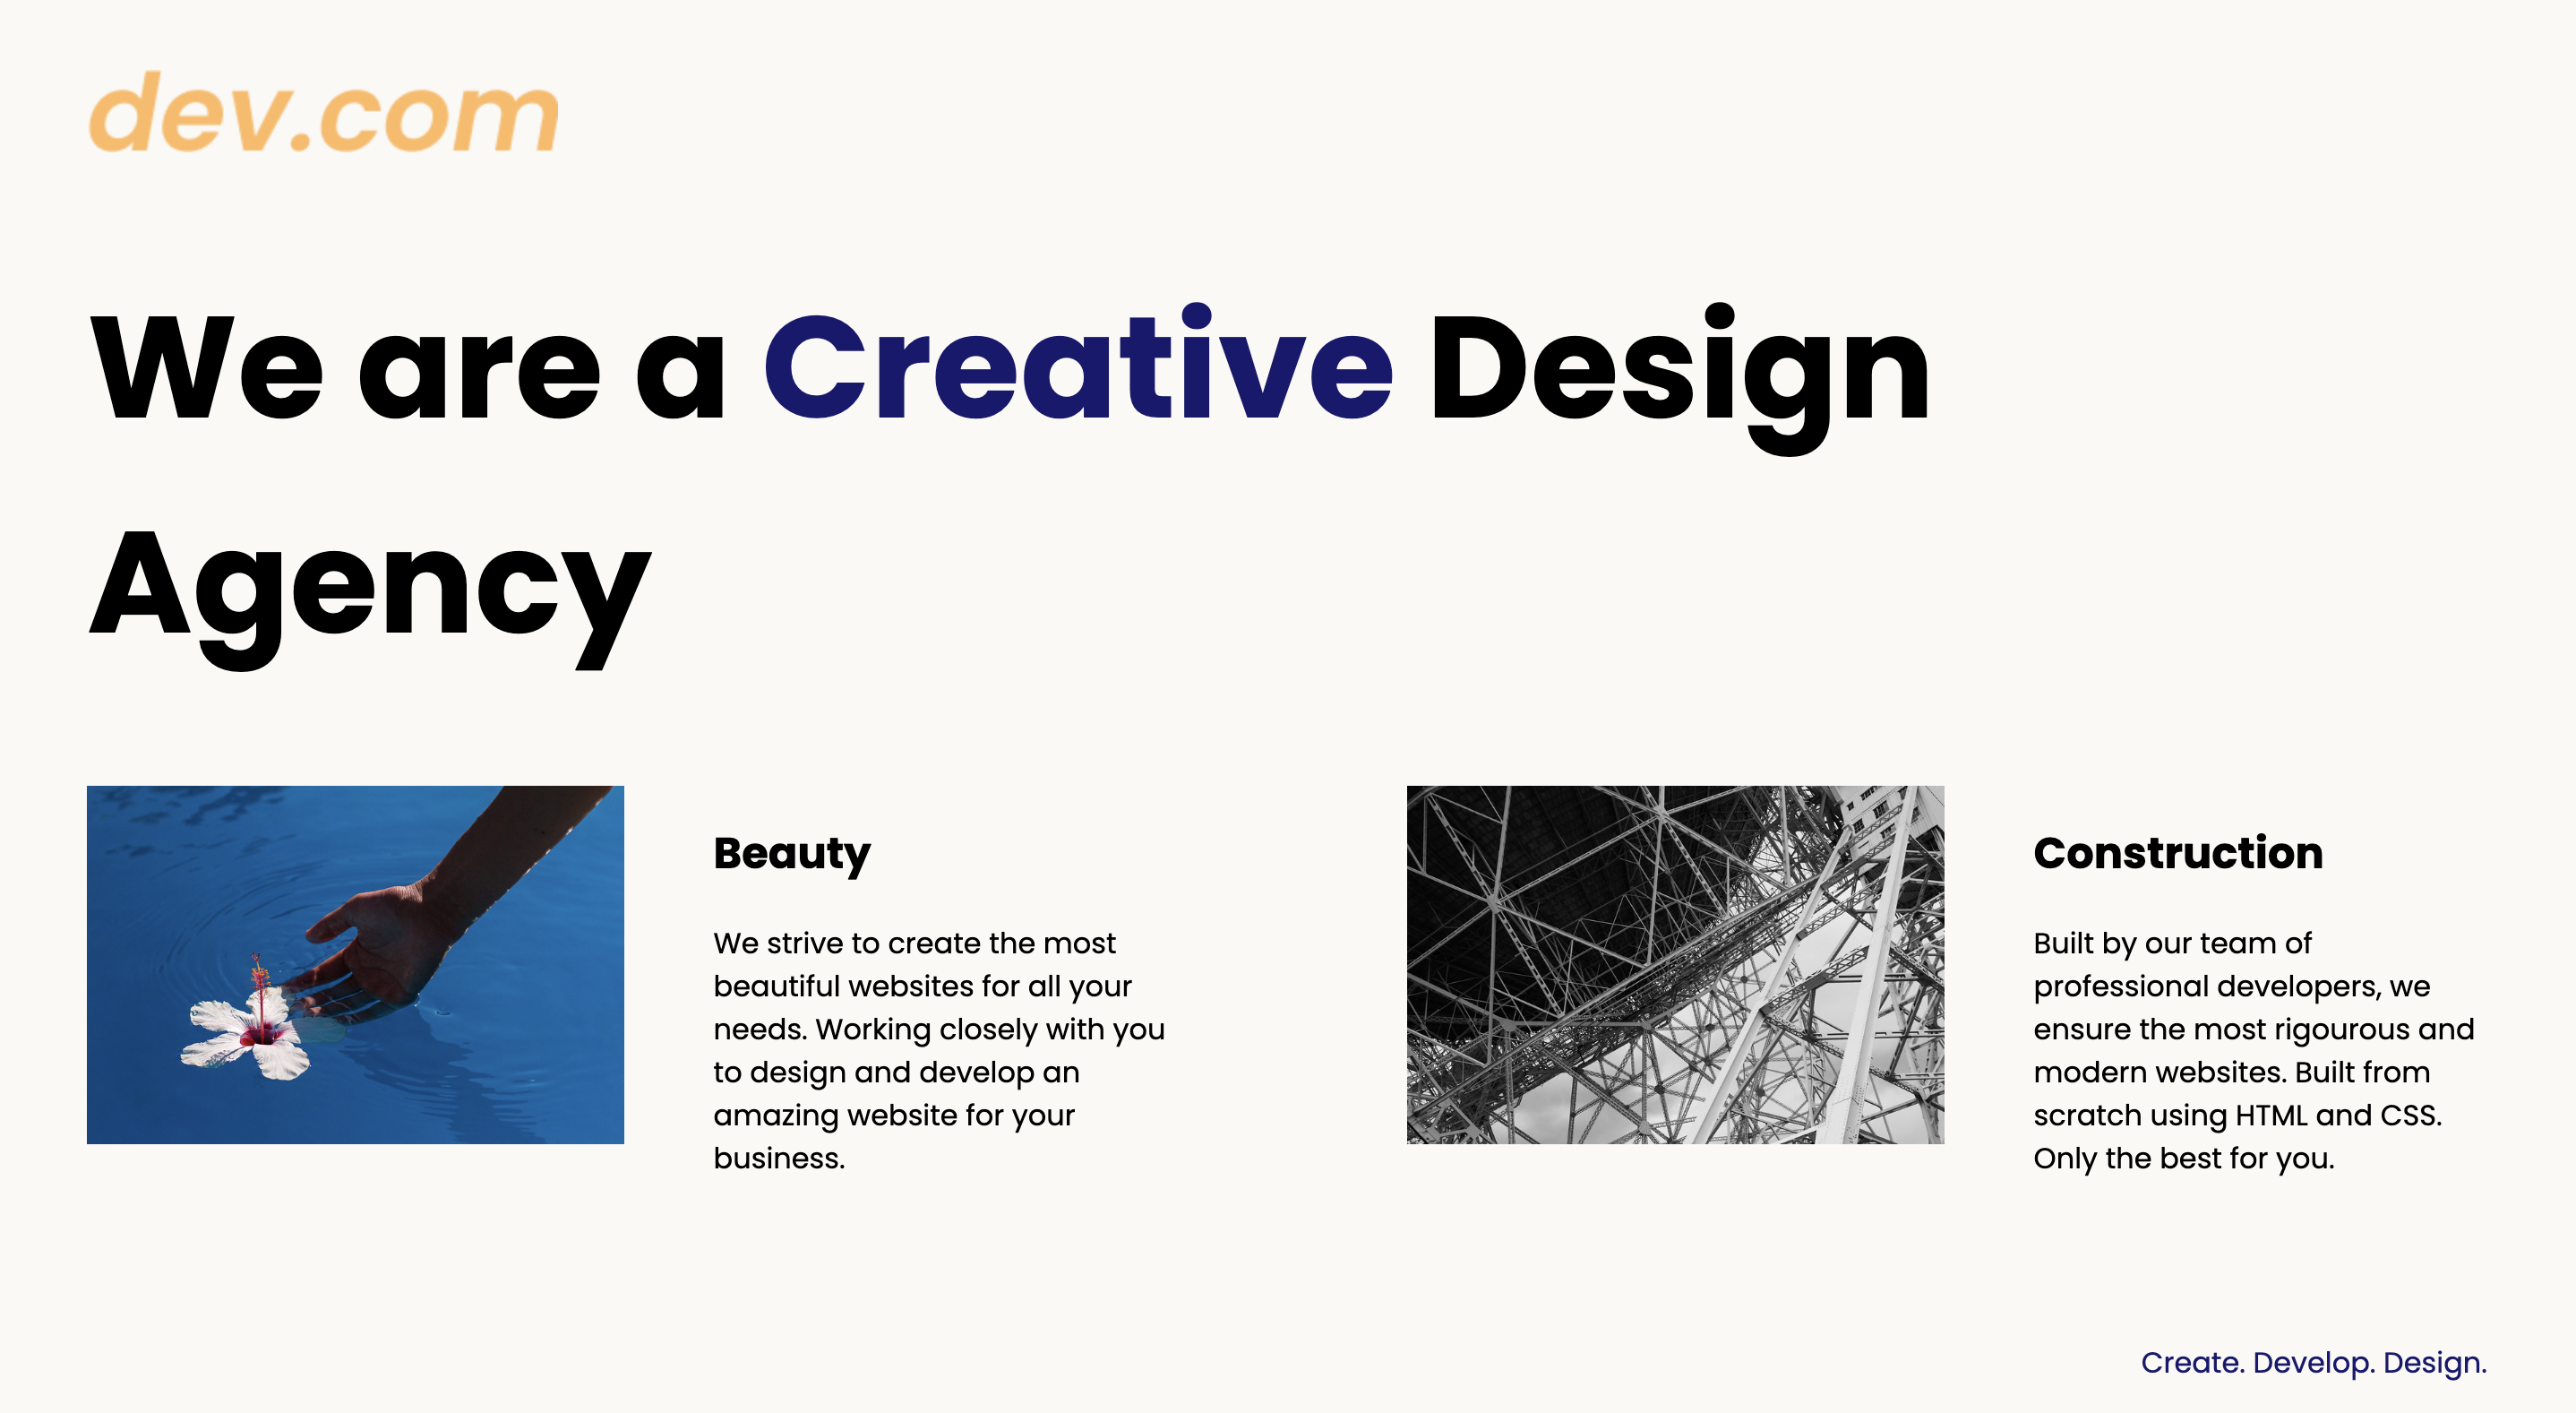 dev.com
We are a Creative Design
Agency
Beauty
We strive to create the most
beautiful websites for all your
needs. Working closely with you
to design and develop an
amazing website for your
business.
Construction
Built by our team of
professional developers, we
ensure the most rigourous and
modern websites. Built from
scratch using HTML and CSS.
Only the best for you.
Create. Develop. Design.